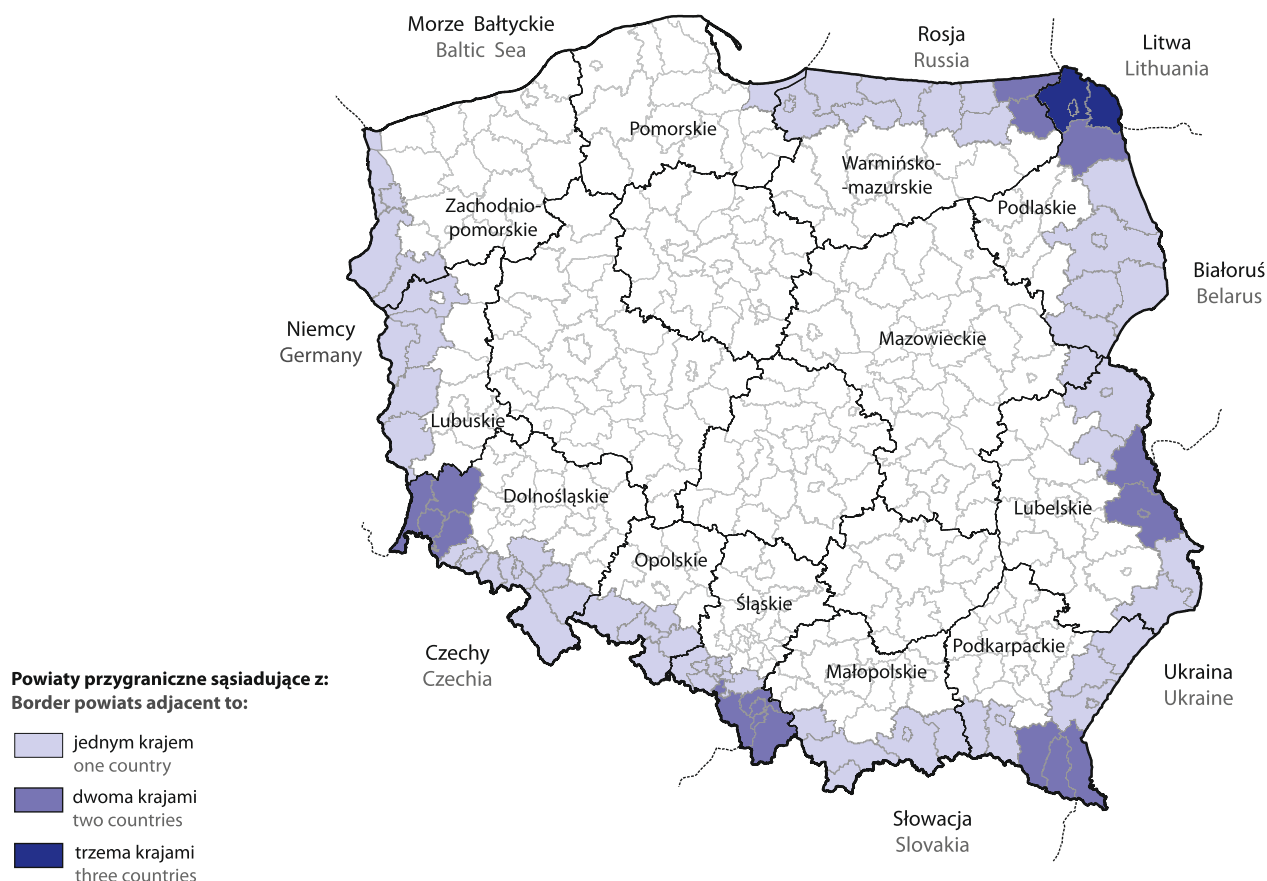 Morze Bałtyckie
Baltic Sea
Rosja
Russia
Litwa
Lithuania
Pomorskie
Warmińsko-
-mazurskie
Zachodnio-
pomorskie
Podlaskie
Białoruś
Belarus
Niemcy
Germany
Mazowieckie
Lubuskie
Dolnośląskie
Lubelskie
Opolskie
Śląskie
Podkarpackie
Małopolskie
Czechy
Czechia
Ukraina
Ukraine
Słowacja
Slovakia
Powiaty przygraniczne sąsiadujące z:
Border powiats adjacent to:
jednym krajem
one country
dwoma krajami
two countries
trzema krajami
three countries